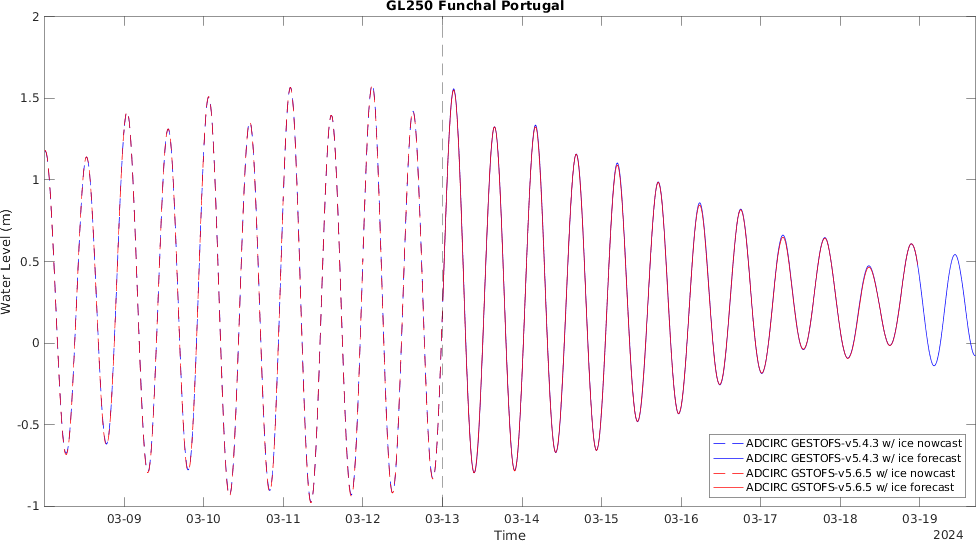 GL250 Funchal Portugal
2
1.5
1
0.5
0
-0.5
-1
Water Level (m)
ADCIRC GESTOFS-v5.4.3 w/ ice nowcast
ADCIRC GESTOFS-v5.4.3 w/ ice forecast
ADCIRC GSTOFS-v5.6.5 w/ ice nowcast
ADCIRC GSTOFS-v5.6.5 w/ ice forecast
03-09 03-10 03-11 03-12 03-13 03-14 03-15 03-16 03-17 03-18 03-19
Time
2024